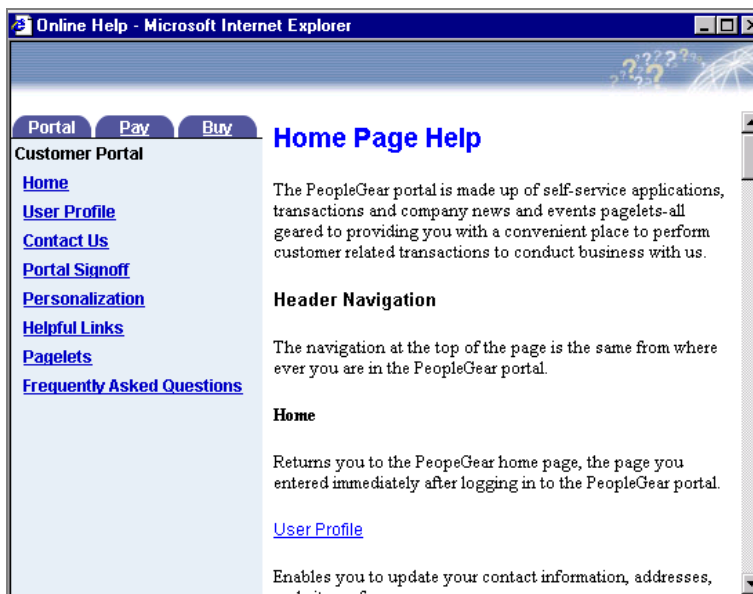 Online Help - Microsoft Internet Explorer
Portal Pay Buy
Customer Portal
Home
User Profile
Contact Us
Portal Signoff
Personalization
Helpful Links
Pagelets
Frequently Asked Questions
Home Page Help
The PeopleGear portal is made up of self-service applications,
transactions and company news and events pagelets-all
geared to providing you with a convenient place to perform
customer related transactions to conduct business with us.
Header Navigation
The navigation at the top of the page is the same from where
ever you are in the PeopleGear portal.
Home
Returns you to the PeopeGear home page, the page you
entered immediately after logging in to the PeopleGear portal.
User Profile
Enables you to update your contact information, addresses,